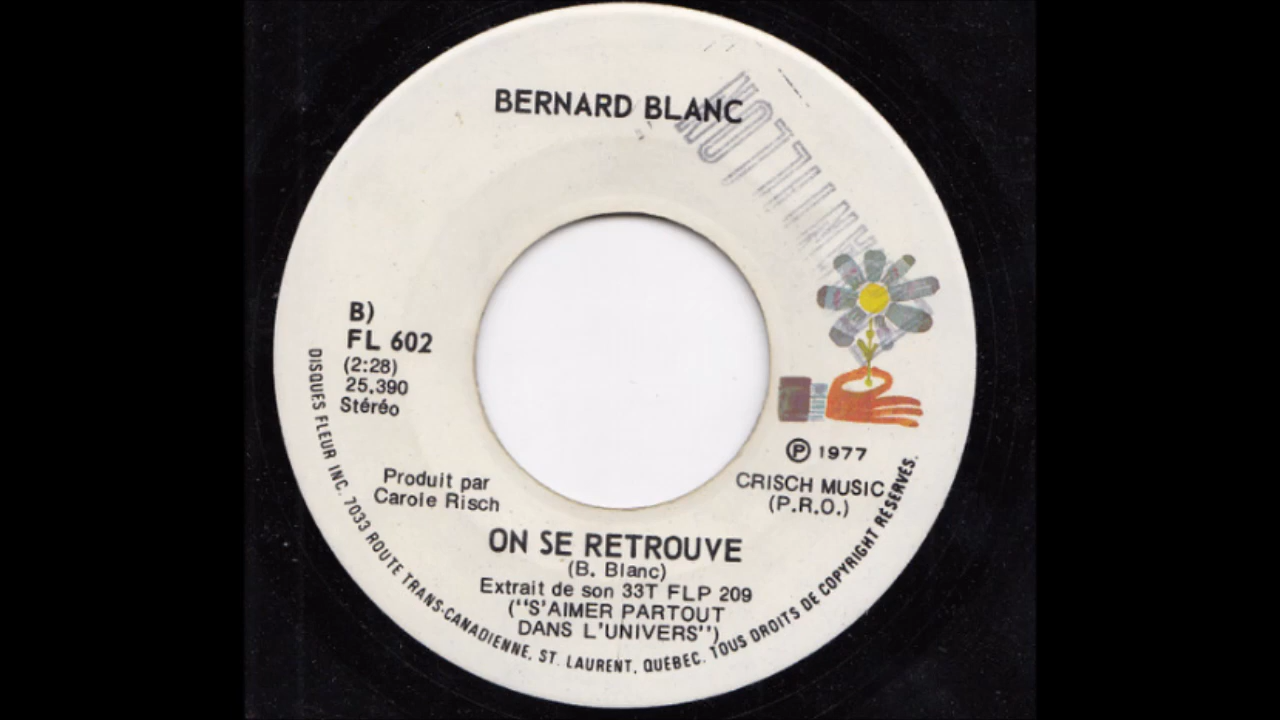 BERNARD BLANC
ANTILLON
B)
FL 602
(2:28)
25,390
Stéréo
Produit par
Carole Risch
Ⓟ 1977
CRISCH MUSIC
(P.R.O.)
ON SE RETROUVE
(B. Blanc)
Extrait de son 33T FLP 209
("S'AIMER PARTOUT
DANS L'UNIVERS")
DISQUES FLEUR INC. 7033 ROUTE TRANS-CANADIENNE, ST. LAURENT, QUEBEC. TOUS DROITS DE COPYRIGHT RÉSERVÉS.